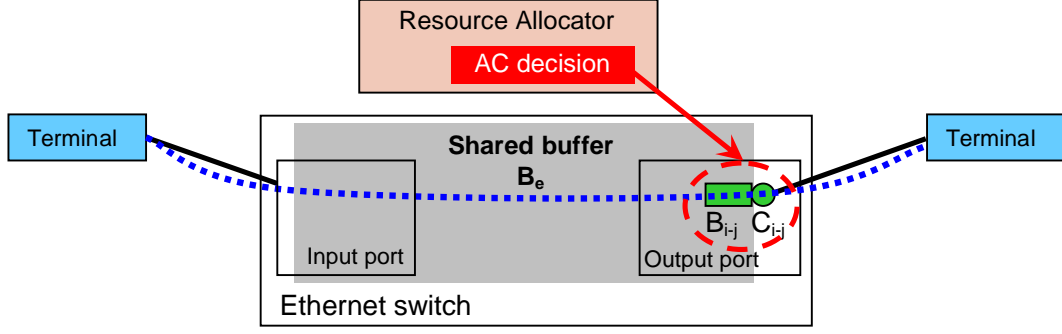 Resource Allocator
AC decision
Terminal
Terminal
Shared buffer
Be
Bi-j Ci-j
Input port
Output port
Ethernet switch